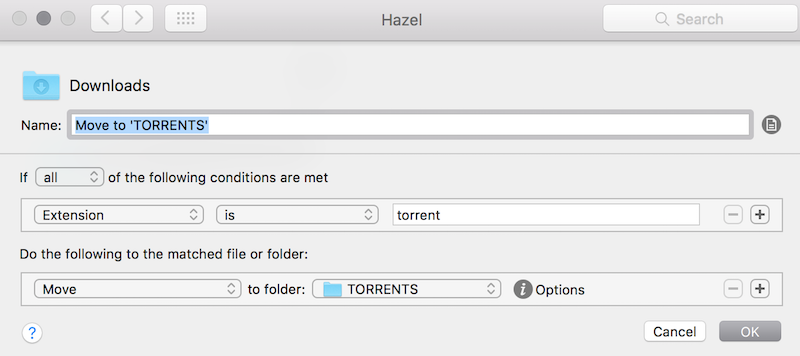 Hazel
Search
Downloads
Name: Move to 'TORRENTS'
If all of the following conditions are met
Extension is torrent
Do the following to the matched file or folder:
Move to folder: TORRENTS i Options
? Cancel OK